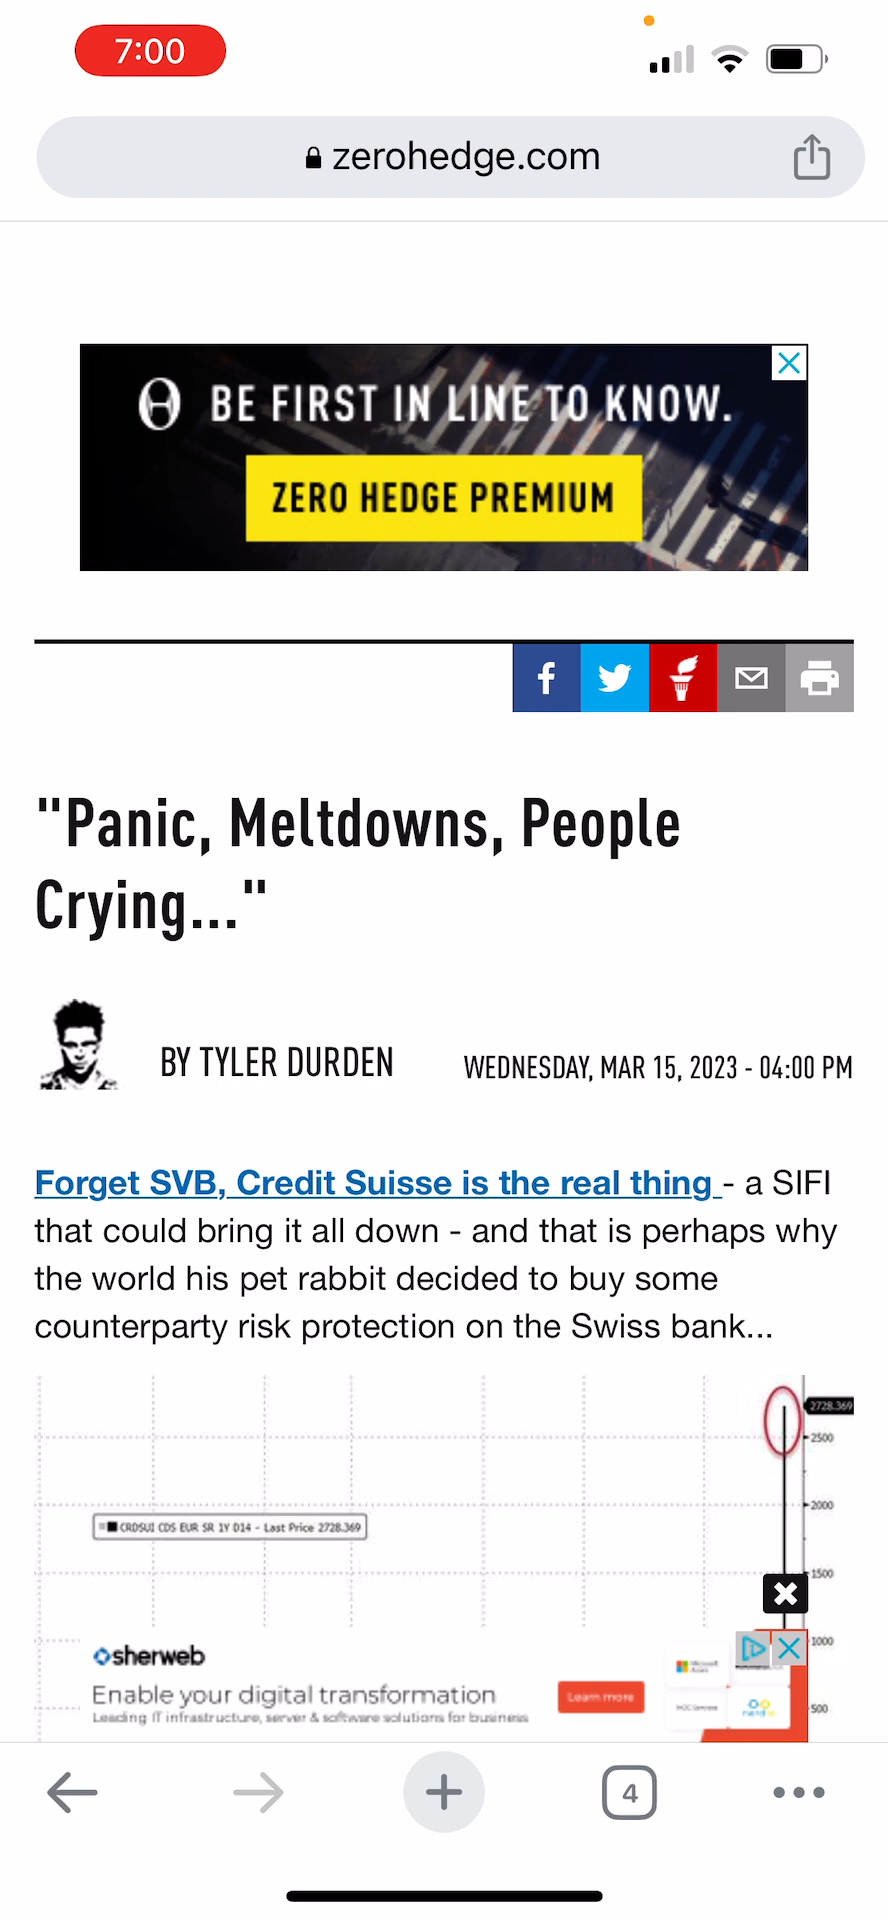 7:00
zerohedge.com
BE FIRST IN LINE TO KNOW.
ZERO HEDGE PREMIUM
"Panic, Meltdowns, People
Crying..."
BY TYLER DURDEN
WEDNESDAY, MAR 15, 2023 - 04:00 PM
Forget SVB, Credit Suisse is the real thing - a SIFI
that could bring it all down - and that is perhaps why
the world his pet rabbit decided to buy some
counterparty risk protection on the Swiss bank...
2728.369
2500
2000
CRDSUI CDS EUR SR 1Y D14 - Last Price 2728.369
1500
1000
sherweb
Enable your digital transformation
Leading IT infrastructure, server & software solutions for business
Learn more
Microsoft
500
4